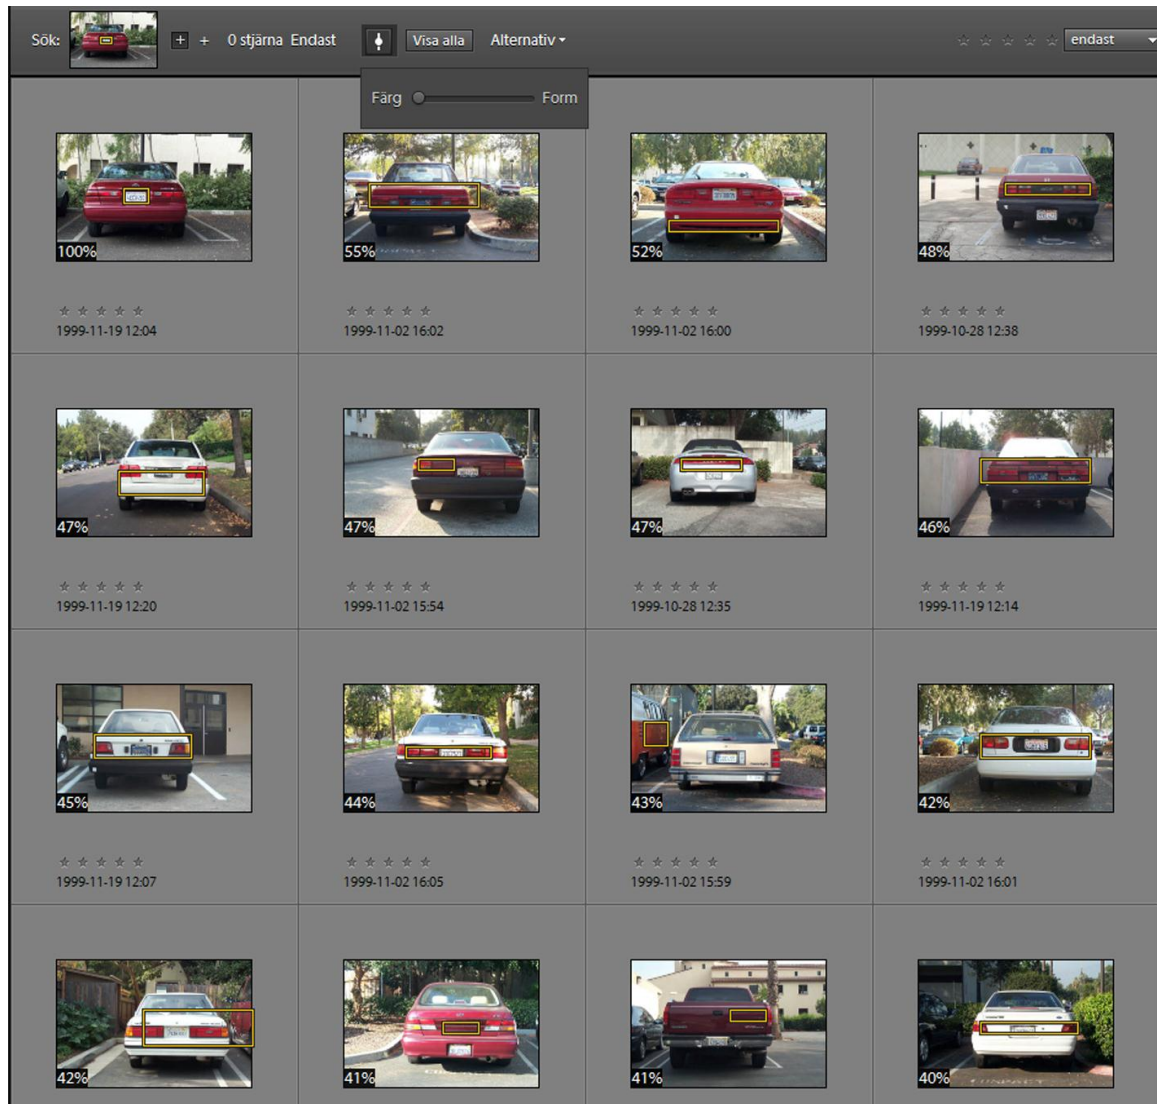 Sök: + + 0 stjärna Endast Visa alla Alternativ endast
Färg Form
100% 55% 52% 48%
1999-11-19 12:04 1999-11-02 16:02 1999-11-02 16:00 1999-10-28 12:38
47% 47% 47% 46%
1999-11-19 12:20 1999-11-02 15:54 1999-10-28 12:35 1999-11-19 12:14
45% 44% 43% 42%
1999-11-19 12:07 1999-11-02 16:05 1999-11-02 15:59 1999-11-02 16:01
42% 41% 41% 40%